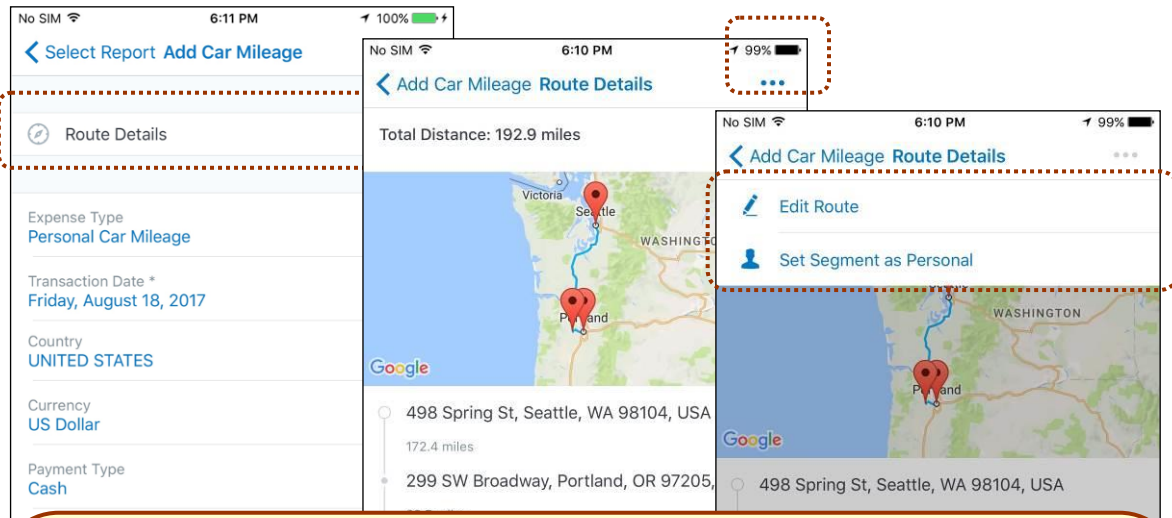 No SIM 6:11 PM 100%
Select Report Add Car Mileage
Route Details
Expense Type
Personal Car Mileage
Transaction Date *
Friday, August 18, 2017
Country
UNITED STATES
Currency
US Dollar
Payment Type
Cash
No SIM 6:10 PM 99%
Add Car Mileage Route Details
Total Distance: 192.9 miles
Victoria
Seattle
WASHINGTO
Portland
Google
498 Spring St, Seattle, WA 98104, USA
172.4 miles
299 SW Broadway, Portland, OR 97205,
No SIM 6:10 PM 99%
Add Car Mileage Route Details
Edit Route
Set Segment as Personal
WASHINGTON
Portland
Google
498 Spring St, Seattle, WA 98104, USA